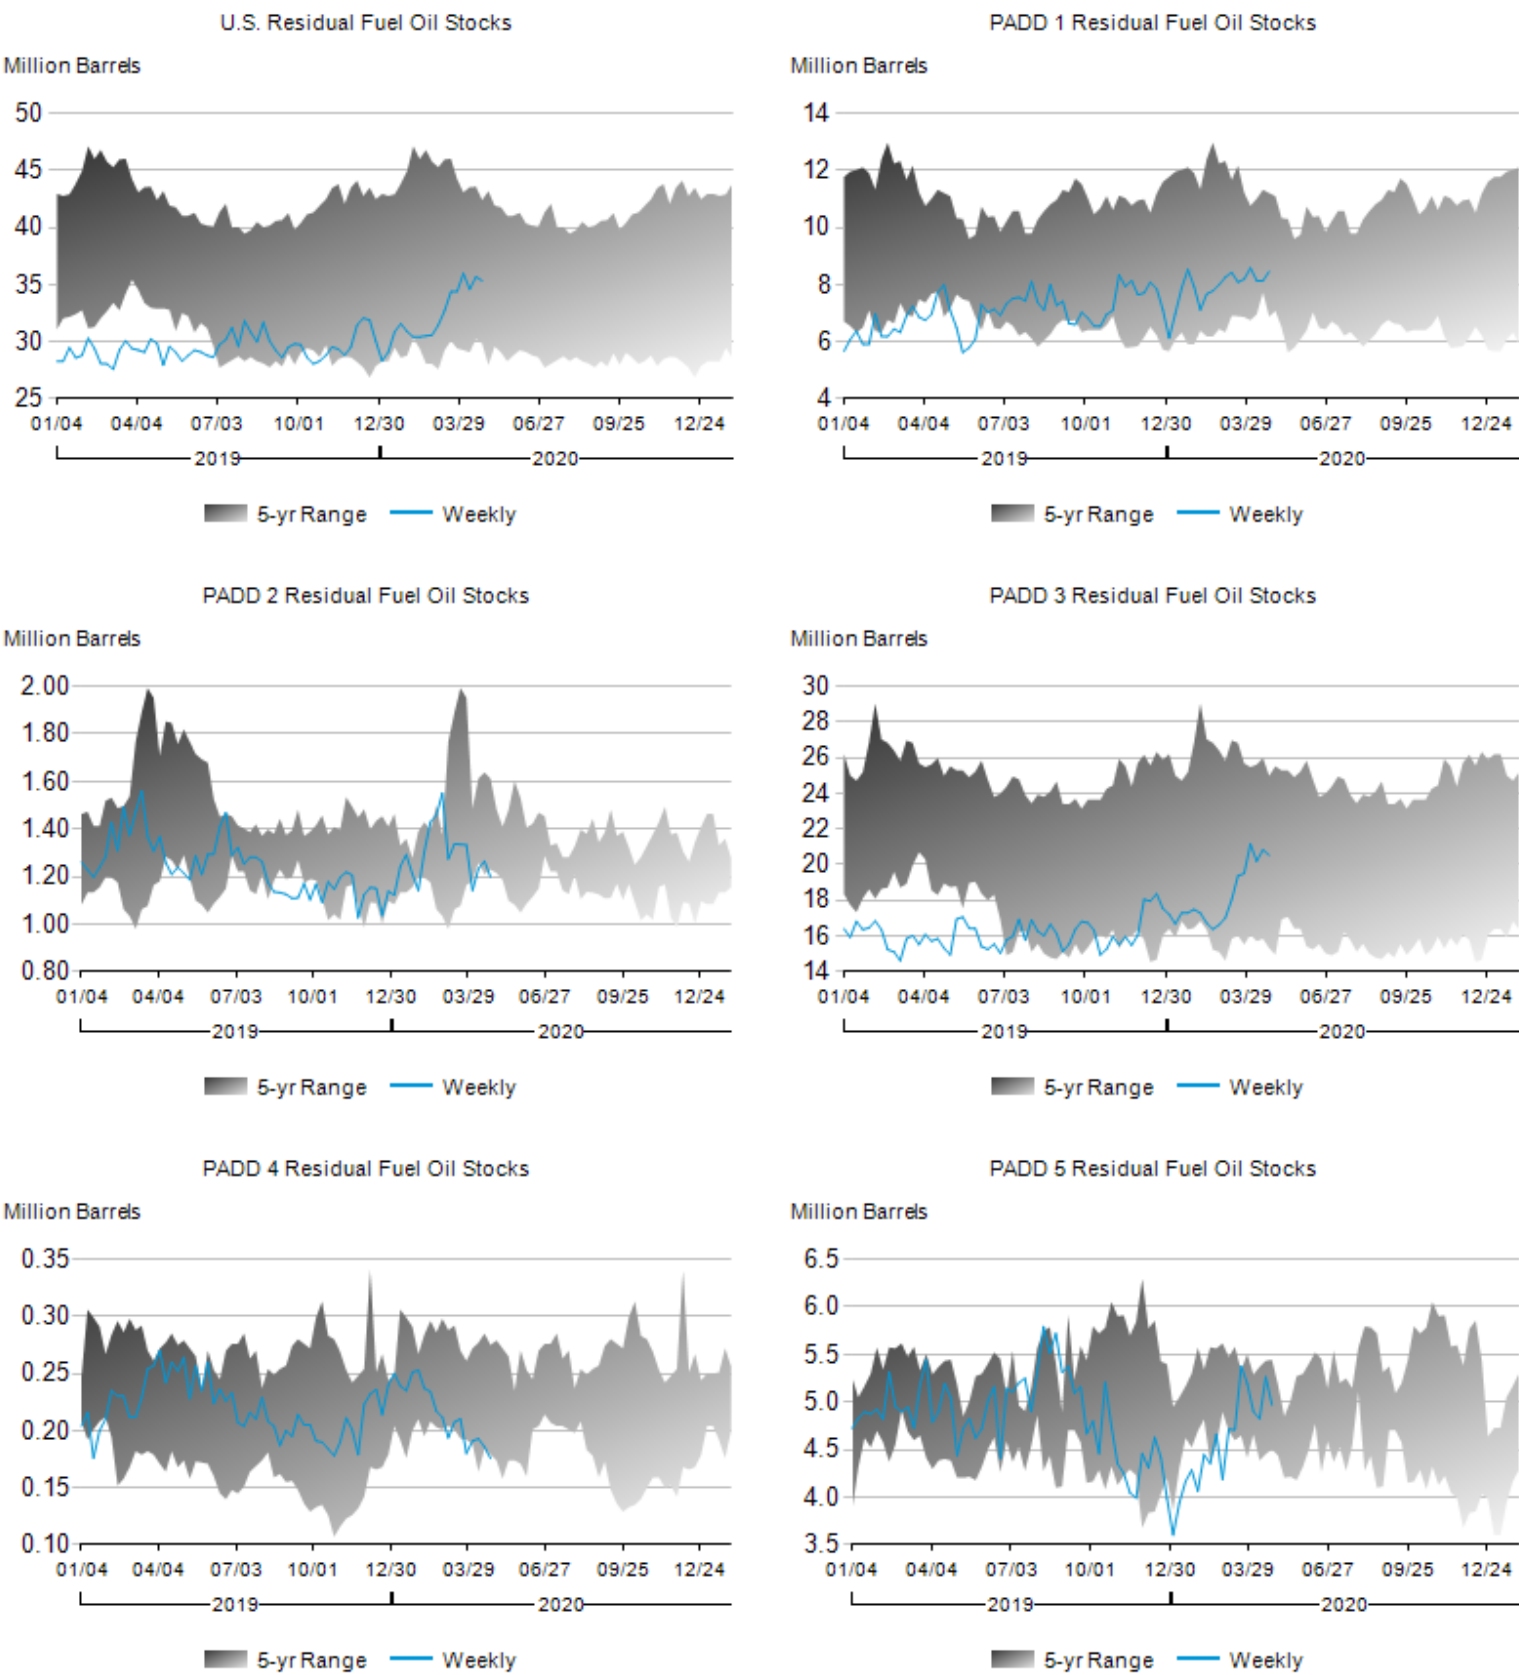 U.S. Residual Fuel Oil Stocks
Million Barrels
50
45
40
35
30
25
01/04 04/04 07/03 10/01 12/30 03/29 06/27 09/25 12/24
2019 2020
5-yr Range Weekly
PADD 1 Residual Fuel Oil Stocks
Million Barrels
14
12
10
8
6
4
01/04 04/04 07/03 10/01 12/30 03/29 06/27 09/25 12/24
2019 2020
5-yr Range Weekly
PADD 2 Residual Fuel Oil Stocks
Million Barrels
2.00
1.80
1.60
1.40
1.20
1.00
0.80
01/04 04/04 07/03 10/01 12/30 03/29 06/27 09/25 12/24
2019 2020
5-yr Range Weekly
PADD 3 Residual Fuel Oil Stocks
Million Barrels
30
28
26
24
22
20
18
16
14
01/04 04/04 07/03 10/01 12/30 03/29 06/27 09/25 12/24
2019 2020
5-yr Range Weekly
PADD 4 Residual Fuel Oil Stocks
Million Barrels
0.35
0.30
0.25
0.20
0.15
0.10
01/04 04/04 07/03 10/01 12/30 03/29 06/27 09/25 12/24
2019 2020
5-yr Range Weekly
PADD 5 Residual Fuel Oil Stocks
Million Barrels
6.5
6.0
5.5
5.0
4.5
4.0
3.5
01/04 04/04 07/03 10/01 12/30 03/29 06/27 09/25 12/24
2019 2020
5-yr Range Weekly